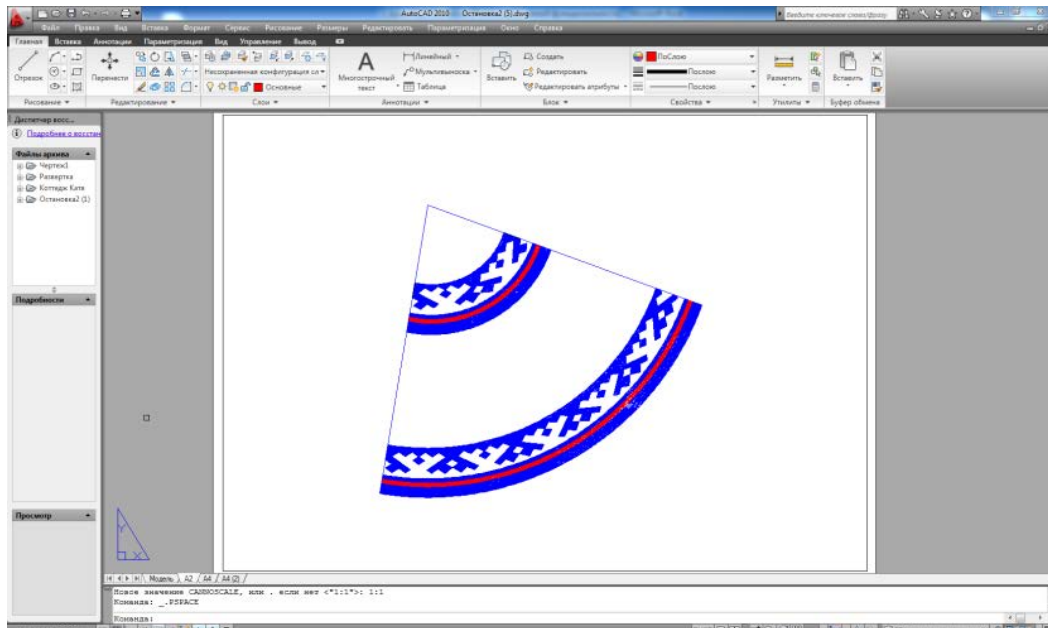 AutoCAD 2010 Остановка2 (5).dwg
Введите ключевое слово/фразу
Файл Правка Вид Вставка Формат Сервис Рисование Размеры Редактировать Параметризация Окно Справка
Главная Вставка Аннотации Параметризация Вид Управление Вывод
Отрезок
Перенести
Несохраненная конфигурация сл
Основные
Многострочный текст
Линейный
Мультивыноска
Таблица
Вставить
Создать
Редактировать
Редактировать атрибуты
ПоСлою
Послою
Послою
Разметить
Вставить
Рисование
Редактирование
Слои
Аннотации
Блок
Свойства
Утилиты
Буфер обмена
Диспетчер восс...
Подробнее о восстан
Файлы архива
Чертеж1
Развертка
Коттедж Катя
Остановка2 (1)
Подробности
Просмотр
Y
X
Модель A2 A4 A4 (2)
Новое значение CANNOSCALE, или . если нет <"1:1">: 1:1
Команда: _.PSPACE
Команда: